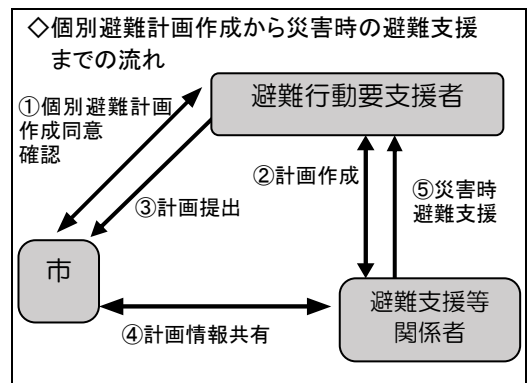 ◇個別避難計画作成から災害時の避難支援
までの流れ
避難行動要支援者
①個別避難計画
作成同意
確認
②計画作成
⑤災害時
避難支援
③計画提出
市
避難支援等
関係者
④計画情報共有